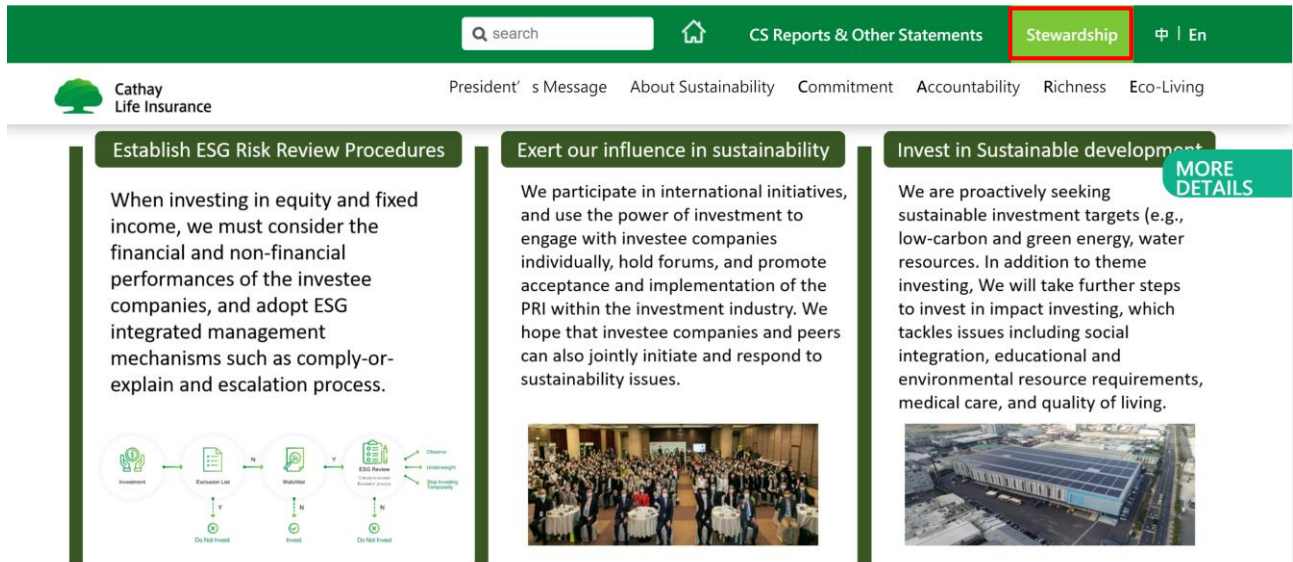 search
CS Reports & Other Statements
Stewardship
中 | En
Cathay
Life Insurance
President' s Message
About Sustainability
Commitment
Accountability
Richness
Eco-Living
Establish ESG Risk Review Procedures
When investing in equity and fixed
income, we must consider the
financial and non-financial
performances of the investee
companies, and adopt ESG
integrated management
mechanisms such as comply-or-
explain and escalation process.
Investment
Exclusion List
N
Watchlist
Y
ESG Review
Observe
Underweight
Stop Investing
Temporarily
Y
N
N
Do Not Invest
Invest
Do Not Invest
Exert our influence in sustainability
We participate in international initiatives,
and use the power of investment to
engage with investee companies
individually, hold forums, and promote
acceptance and implementation of the
PRI within the investment industry. We
hope that investee companies and peers
can also jointly initiate and respond to
sustainability issues.
Invest in Sustainable development
MORE
DETAILS
We are proactively seeking
sustainable investment targets (e.g.,
low-carbon and green energy, water
resources. In addition to theme
investing, We will take further steps
to invest in impact investing, which
tackles issues including social
integration, educational and
environmental resource requirements,
medical care, and quality of living.